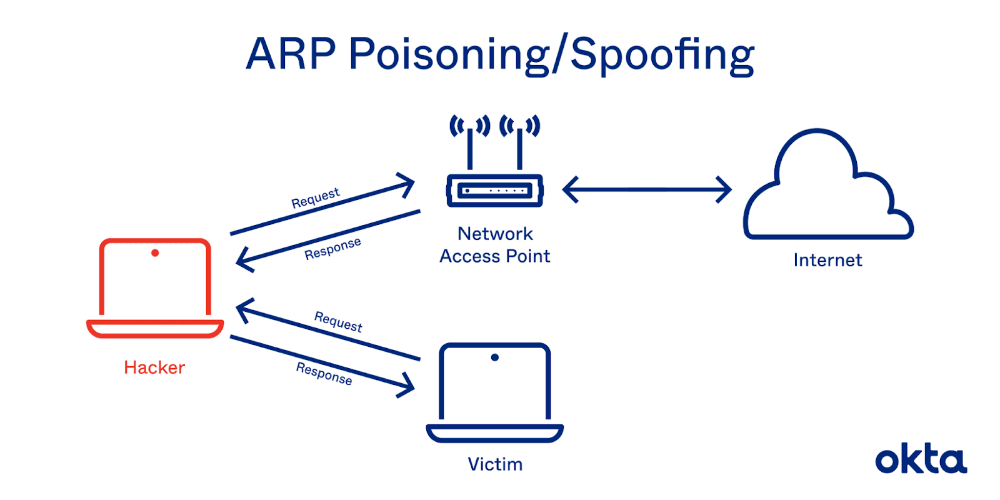 ARP Poisoning/Spoofing
Request
Response
Network
Access Point
Internet
Request
Response
Hacker
Victim
okta